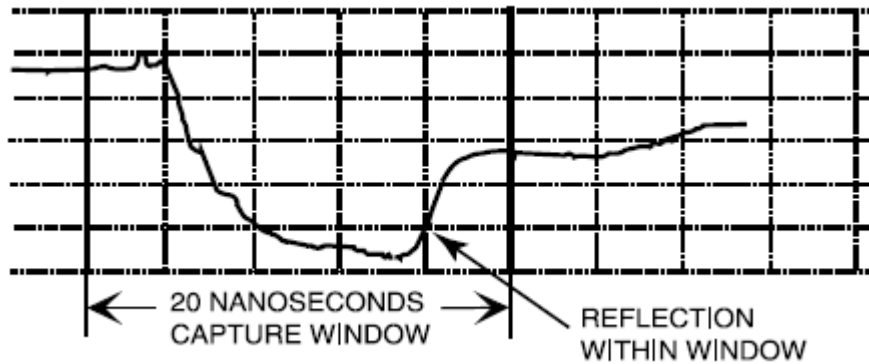 20 NANOSECONDS
CAPTURE WINDOW
REFLECTION
WITHIN WINDOW